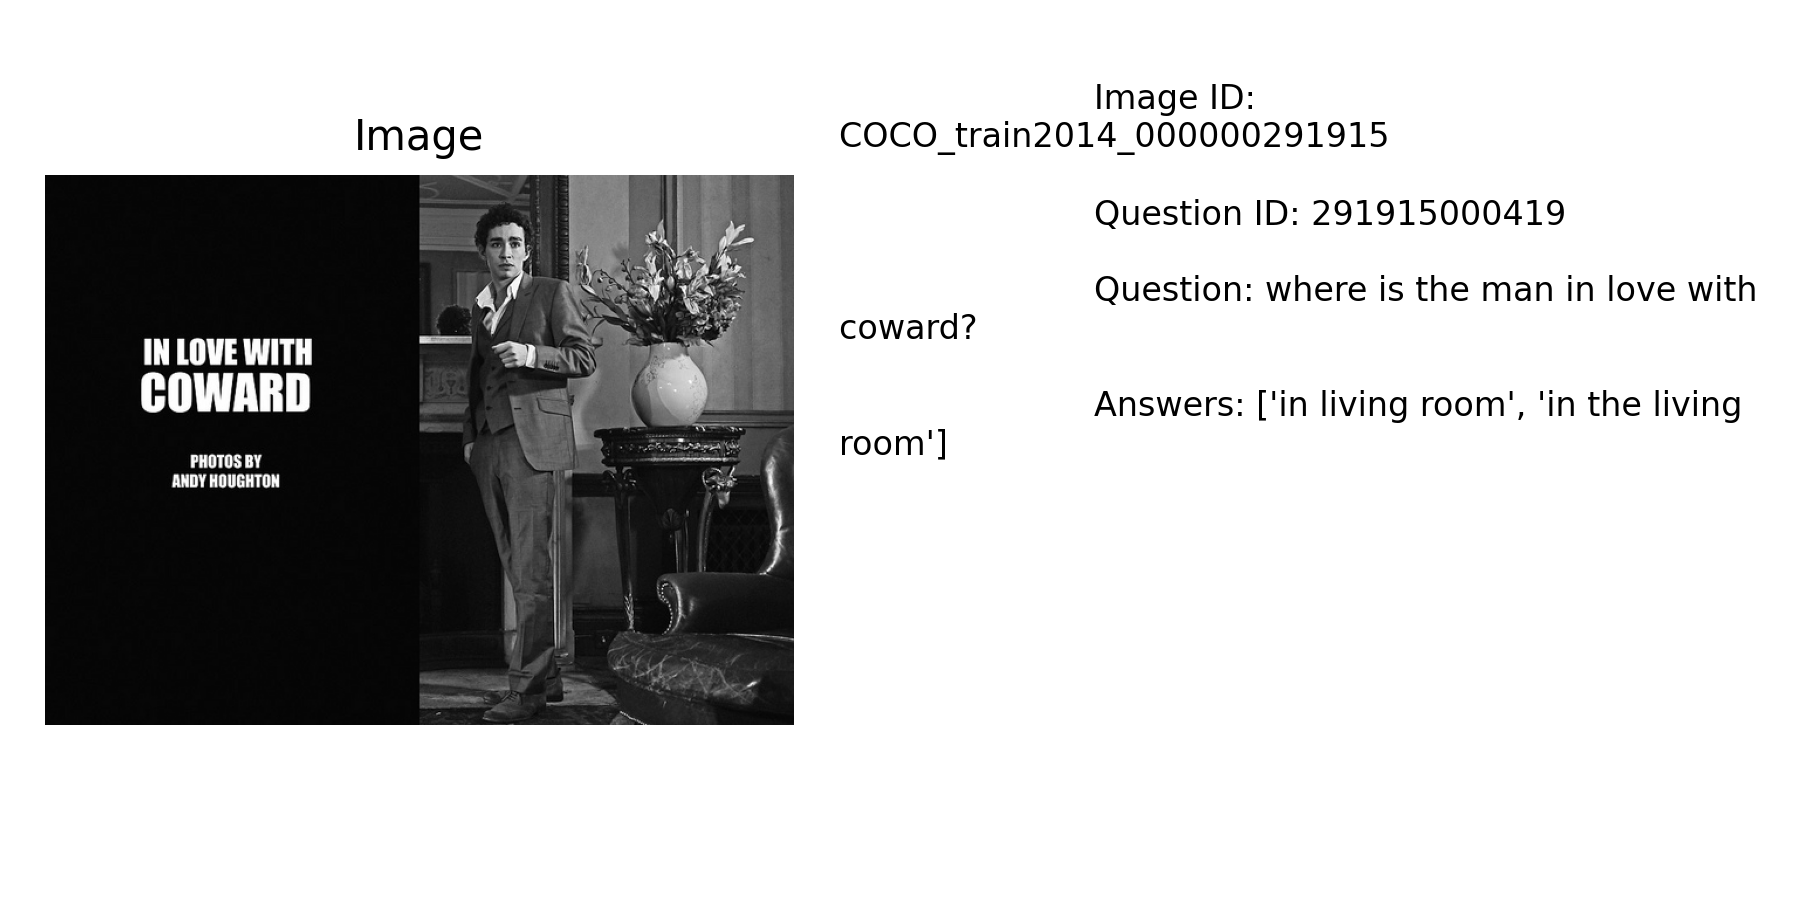 Image
IN LOVE WITH
COWARD
PHOTOS BY
ANDY HOUGHTON
Image ID:
COCO_train2014_000000291915
Question ID: 291915000419
Question: where is the man in love with
coward?
Answers: ['in living room', 'in the living
room']